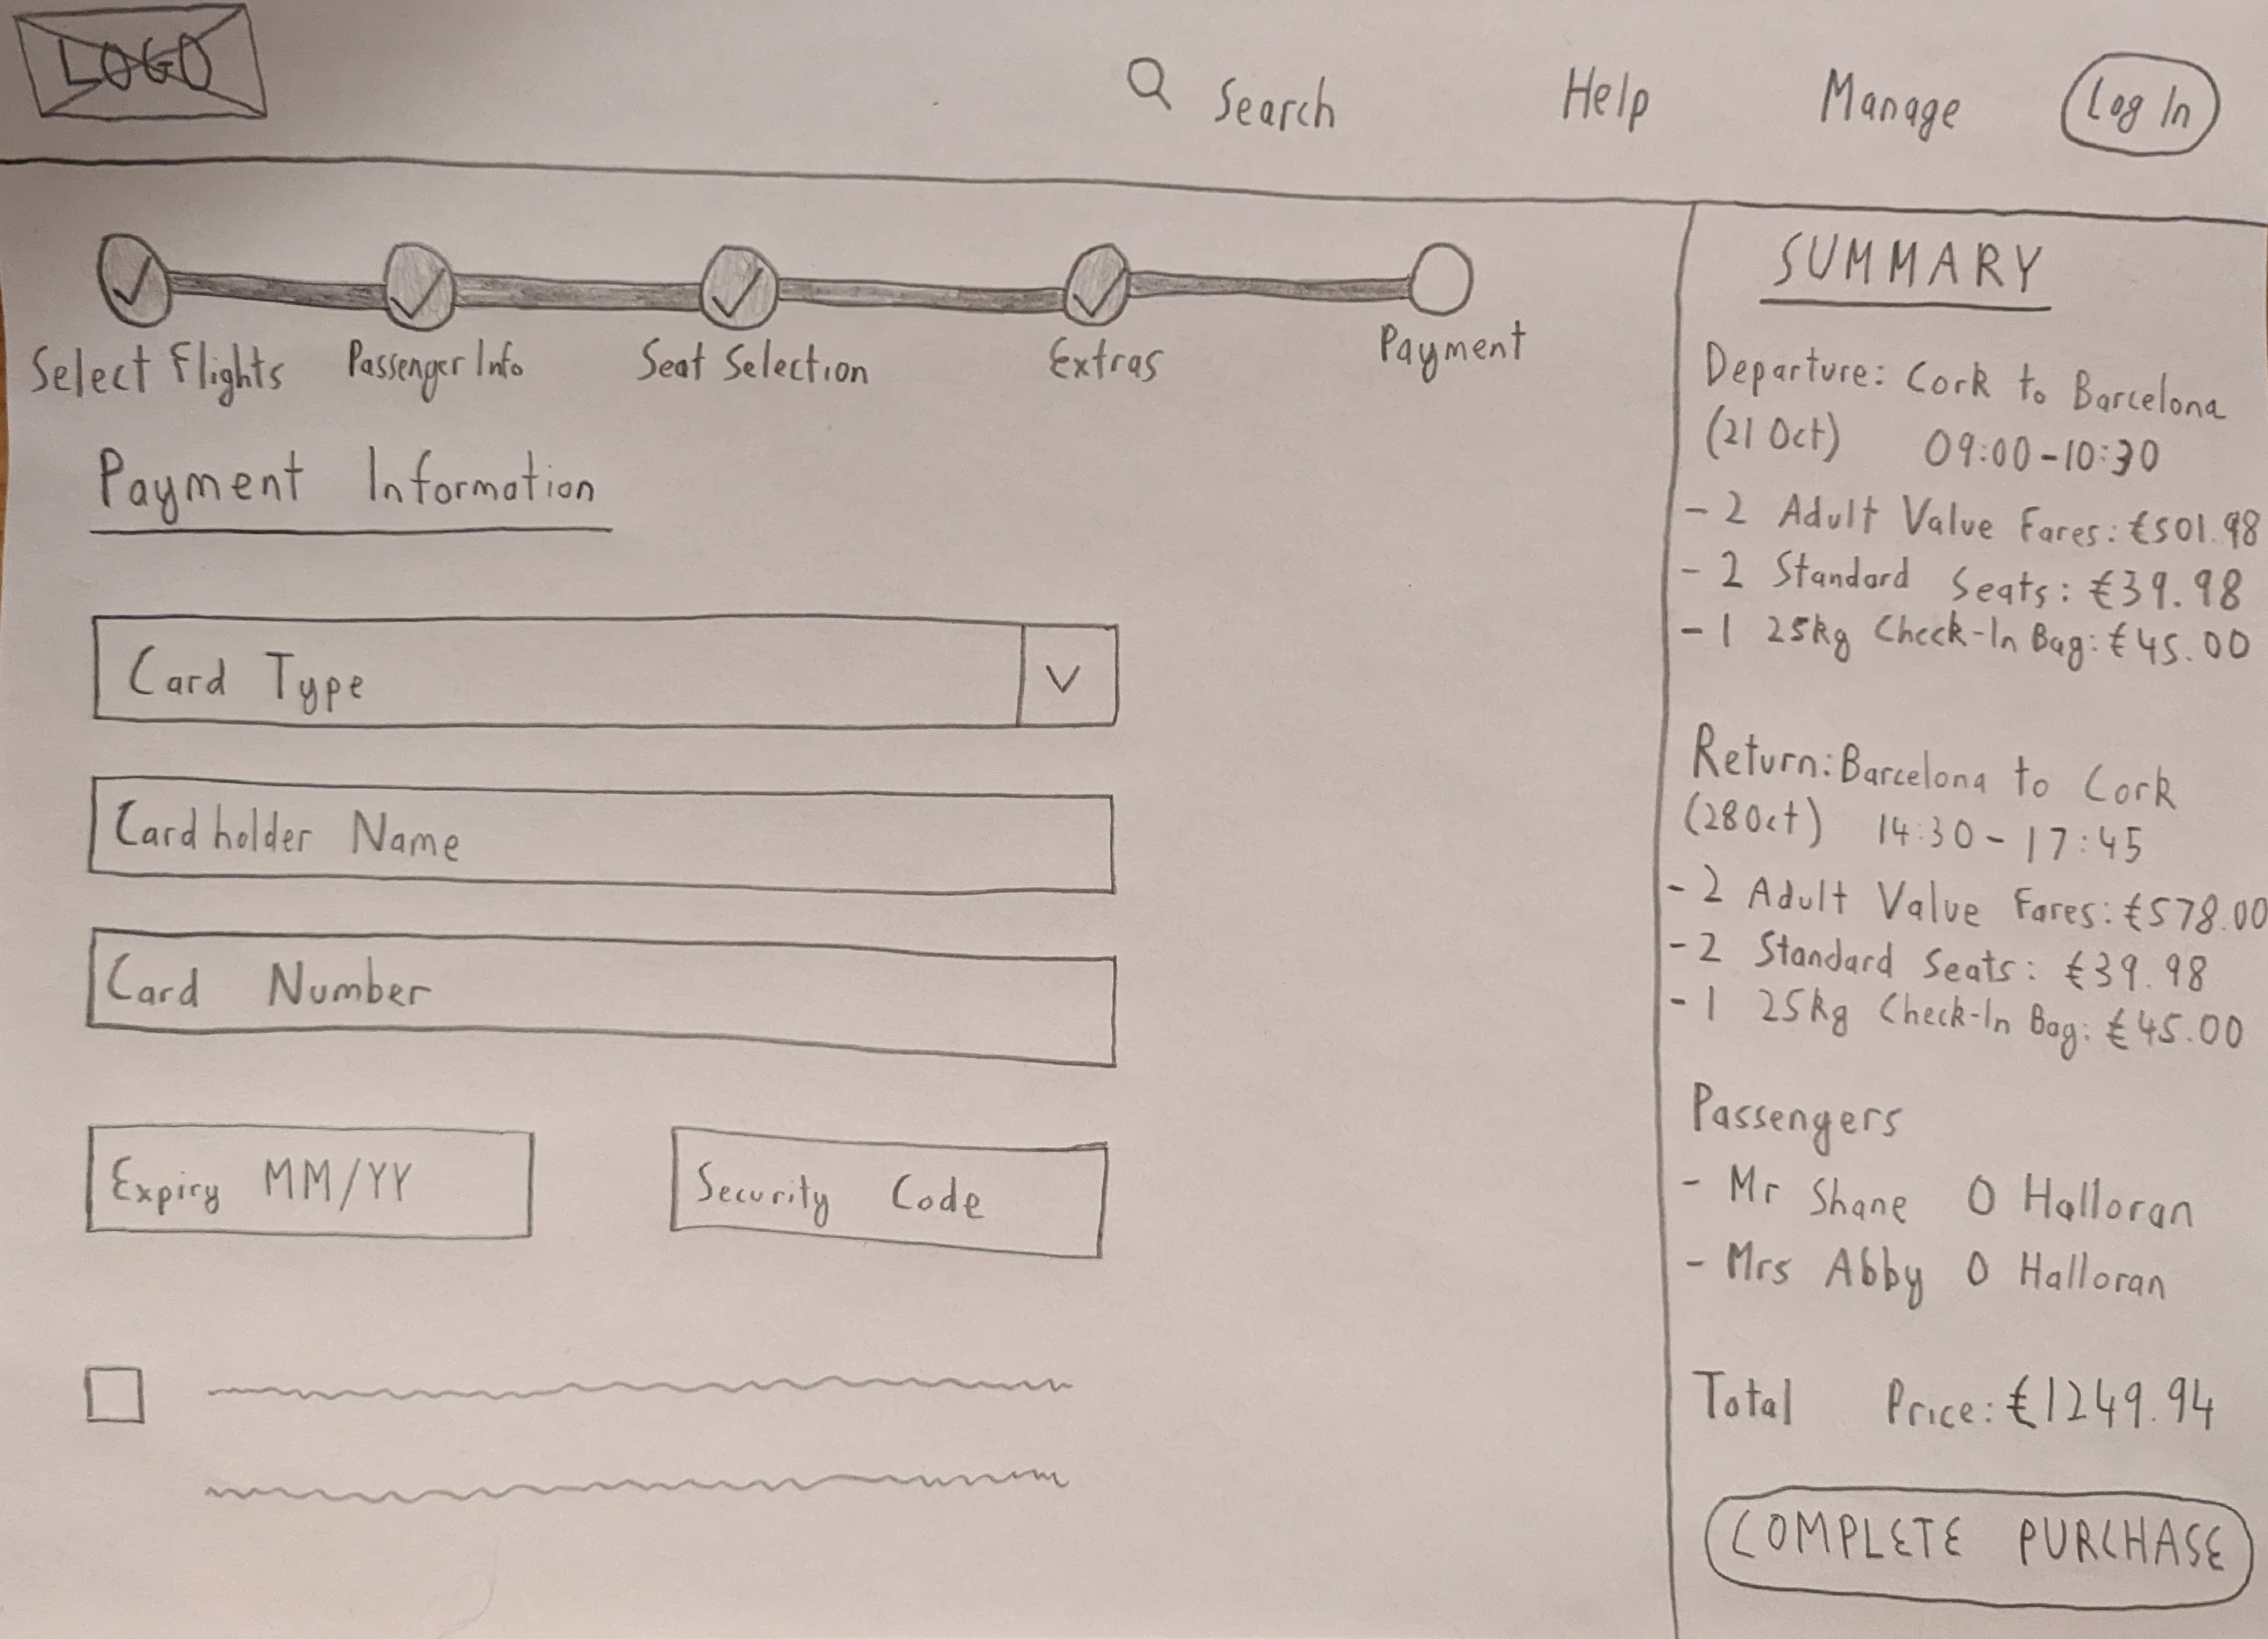 LOGO
Search Help Manage Log In
Select Flights Passenger Info Seat Selection Extras Payment
Payment Information
Card Type
Cardholder Name
Card Number
Expiry MM/YY Security Code
SUMMARY
Departure: Cork to Barcelona
(21 Oct) 09:00-10:30
- 2 Adult Value Fares: €501.98
- 2 Standard Seats: €39.98
- 1 25kg Check-In Bag: €45.00
Return: Barcelona to Cork
(28 Oct) 14:30-17:45
- 2 Adult Value Fares: €578.00
- 2 Standard Seats: €39.98
- 1 25kg Check-In Bag: €45.00
Passengers
- Mr Shane O Halloran
- Mrs Abby O Halloran
Total Price: €1249.94
COMPLETE PURCHASE